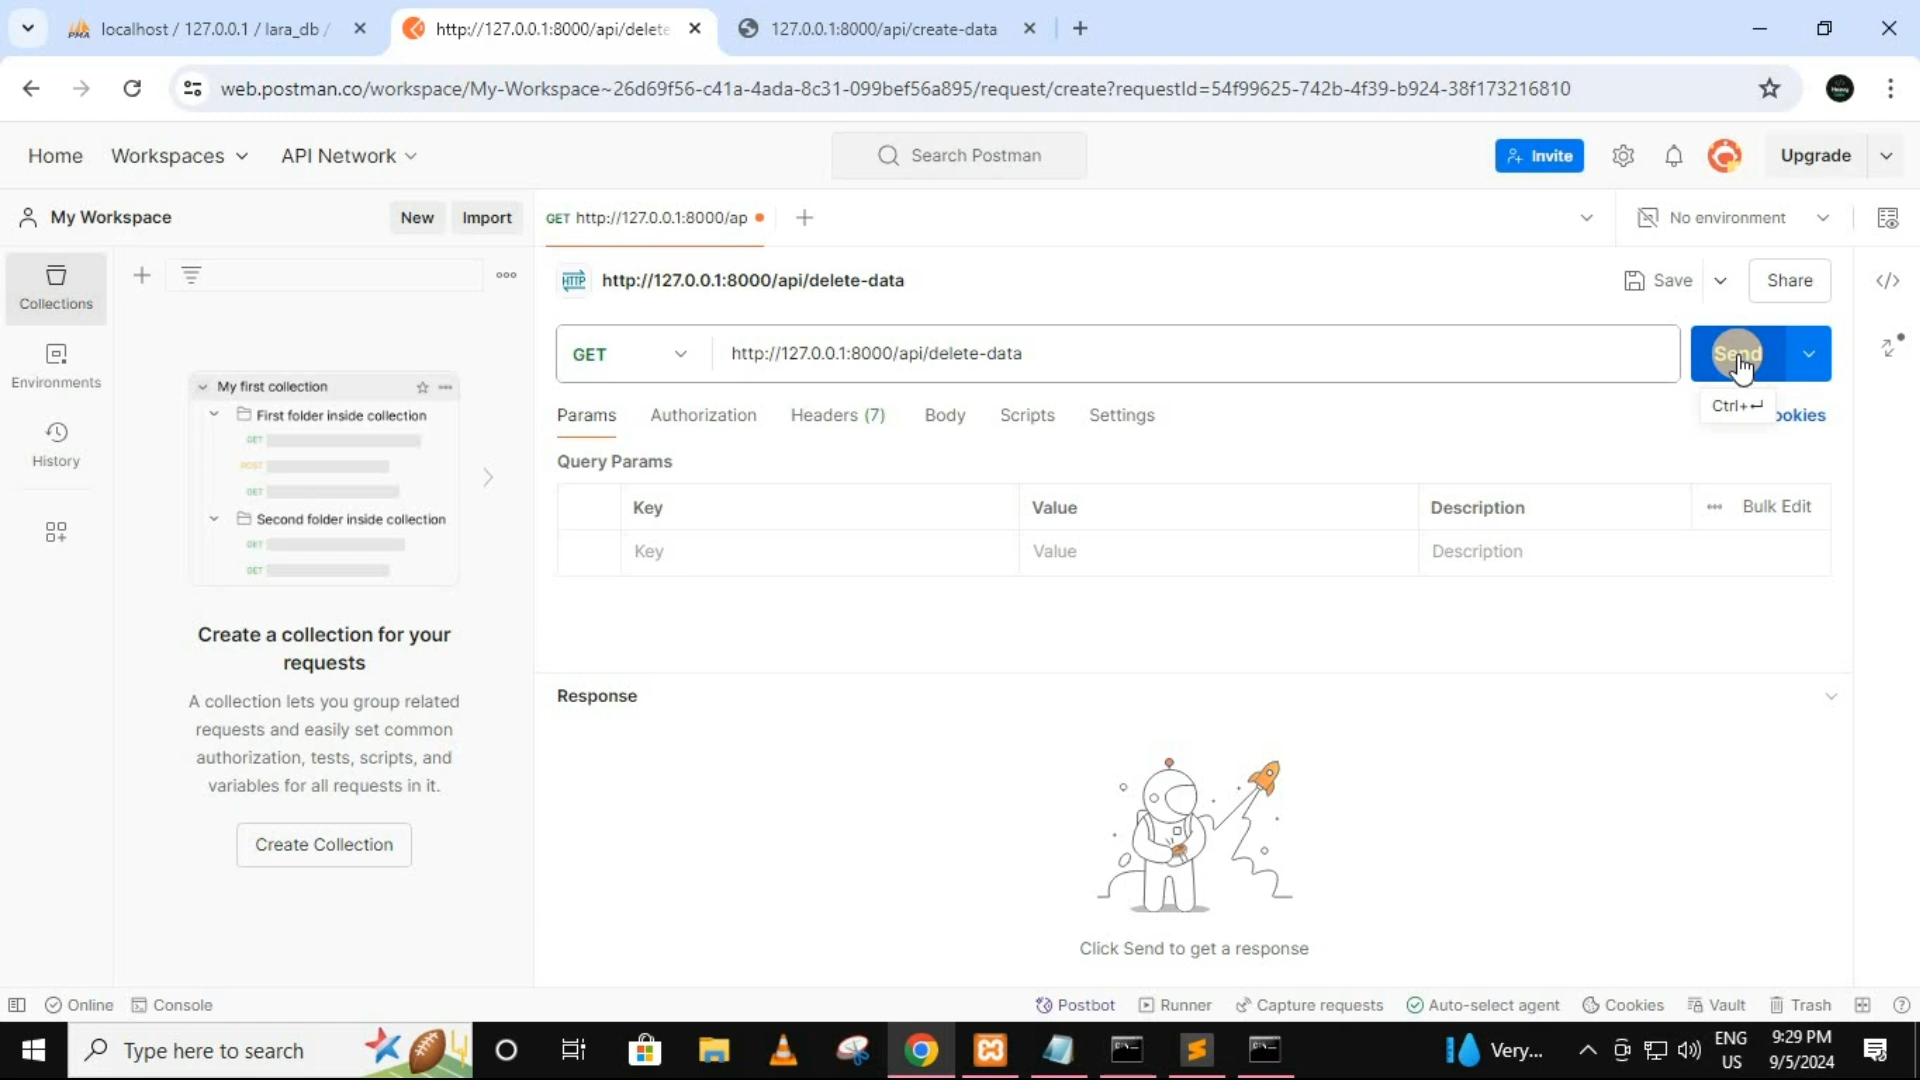 localhost / 127.0.0.1 / lara_db /
http://127.0.0.1:8000/api/delete
127.0.0.1:8000/api/create-data
web.postman.co/workspace/My-Workspace~26d69f56-c41a-4ada-8c31-099bef56a895/request/create?requestId=54f99625-742b-4f39-b924-38f173216810
Home
Workspaces
API Network
Search Postman
Invite
Upgrade
My Workspace
New
Import
GET http://127.0.0.1:8000/ap
No environment
Collections
HTTP http://127.0.0.1:8000/api/delete-data
Save
Share
Environments
History
My first collection
First folder inside collection
GET
POST
GET
Second folder inside collection
GET
GET
GET
http://127.0.0.1:8000/api/delete-data
Send
Ctrl+↵
Params
Authorization
Headers (7)
Body
Scripts
Settings
ookies
Query Params
Key
Value
Description
Bulk Edit
Key
Value
Description
Create a collection for your
requests
A collection lets you group related
requests and easily set common
authorization, tests, scripts, and
variables for all requests in it.
Create Collection
Response
Click Send to get a response
Online
Console
Postbot
Runner
Capture requests
Auto-select agent
Cookies
Vault
Trash
Type here to search
Very...
ENG
US
9:29 PM
9/5/2024